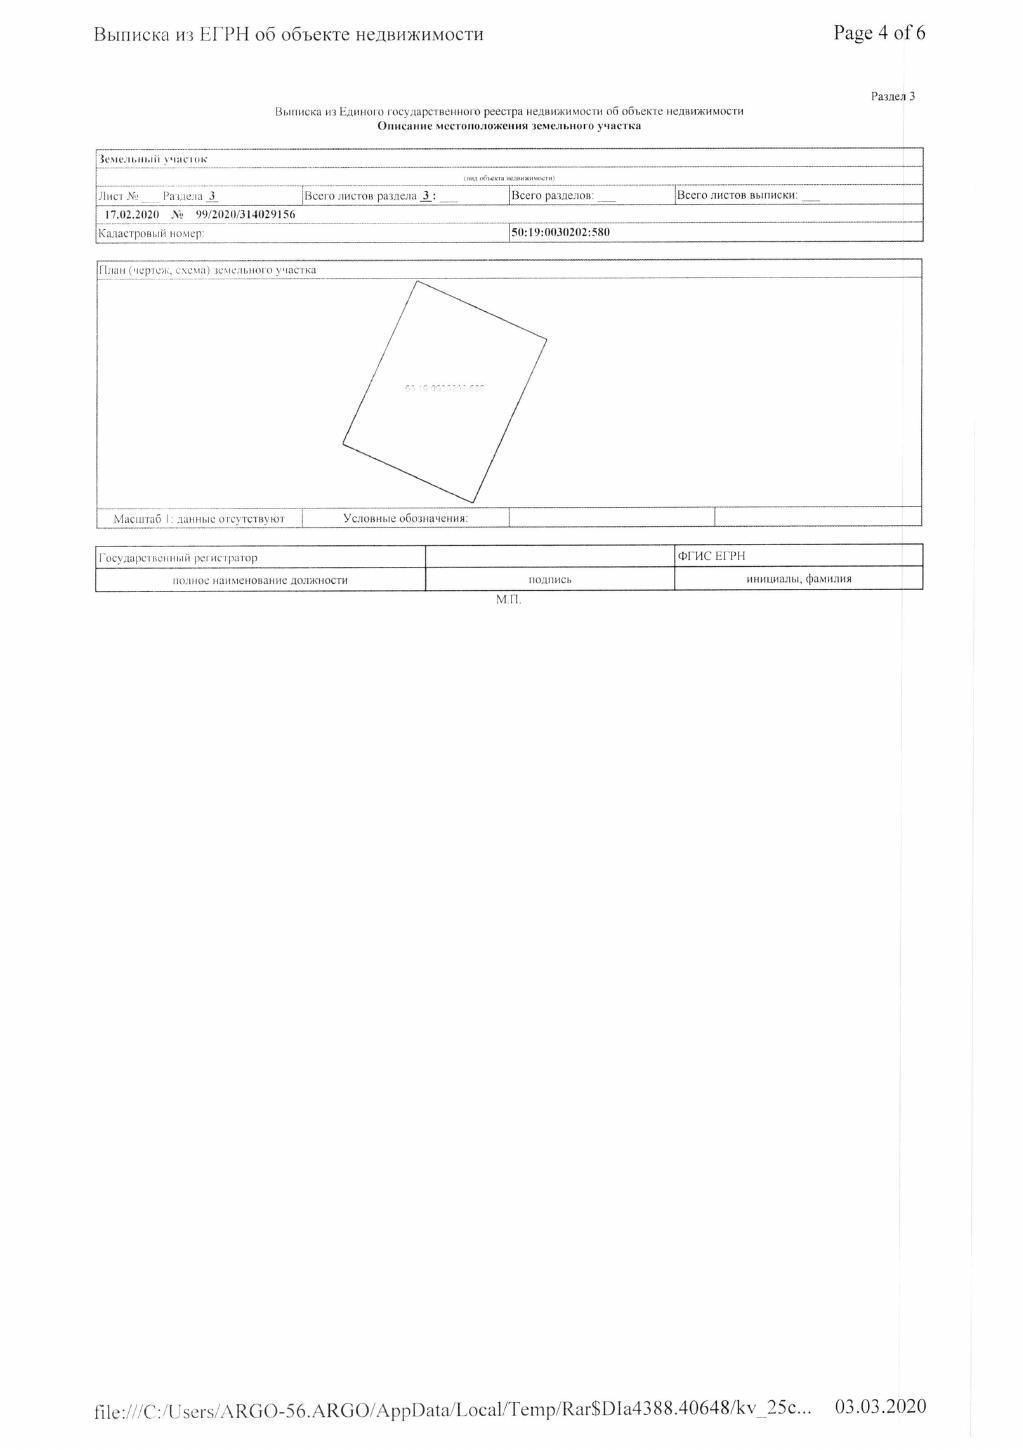 Выписка из ЕГРН об объекте недвижимости Page 4 of 6
Раздел 3
Выписка из Единого государственного реестра недвижимости об объекте недвижимости
Описание местоположения земельного участка
Земельный участок
(вид объекта недвижимости)
Лист № ___ Раздела 3 Всего листов раздела 3 : ___ Всего разделов: ___ Всего листов выписки: ___
17.02.2020 № 99/2020/314029156
Кадастровый номер: 50:19:0030202:580
План (чертеж, схема) земельного участка
Масштаб 1: данные отсутствуют Условные обозначения:
Государственный регистратор ФГИС ЕГРН
полное наименование должности подпись инициалы, фамилия
М.П.
file:///C:/Users/ARGO-56.ARGO/AppData/Local/Temp/Rar$DIa4388.40648/kv_25c... 03.03.2020